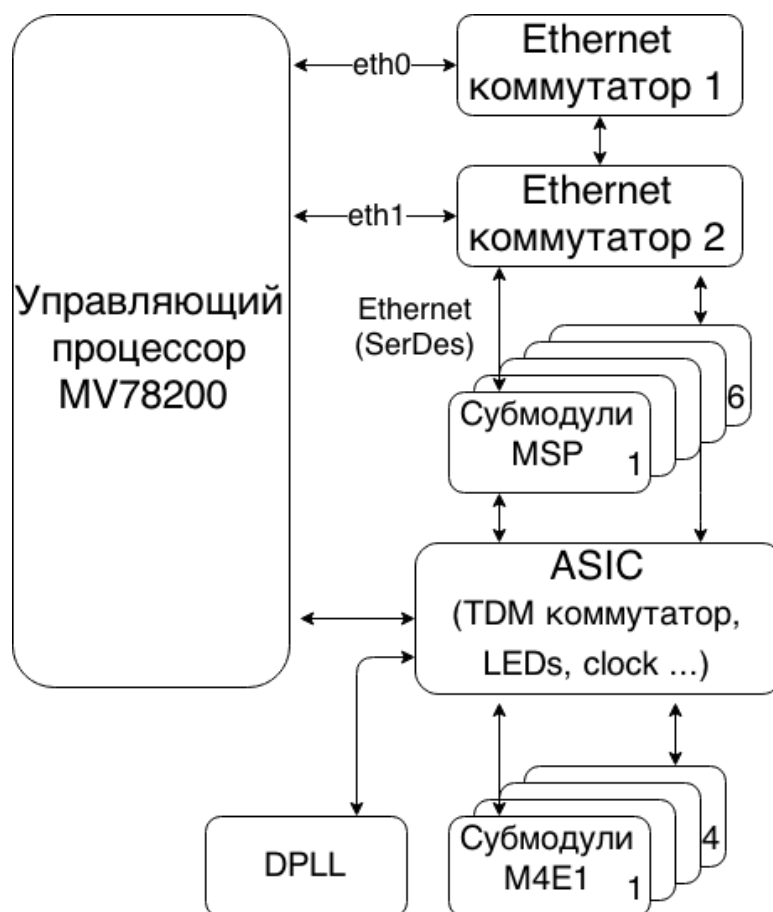 Ethernet
коммутатор 1
eth0
Ethernet
коммутатор 2
eth1
Управляющий
процессор
MV78200
Ethernet
(SerDes)
6
Субмодули
MSP
1
ASIC
(TDM коммутатор,
LEDs, clock ...)
DPLL
4
Субмодули
M4E1
1